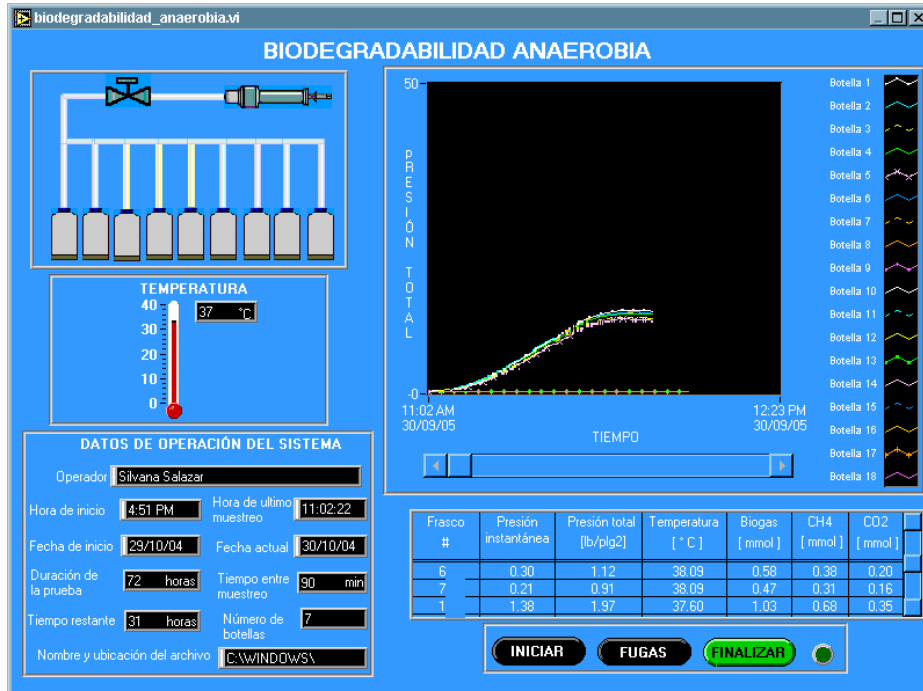 biodegradabilidad_anaerobia.vi
BIODEGRADABILIDAD ANAEROBIA
TEMPERATURA
40
30
20
10
0
37 °C
DATOS DE OPERACIÓN DEL SISTEMA
Operador Silvana Salazar
Hora de inicio 4:51 PM
Hora de ultimo muestreo 11:02:22
Fecha de inicio 29/10/04
Fecha actual 30/10/04
Duración de la prueba 72 horas
Tiempo entre muestreo 90 min
Tiempo restante 31 horas
Número de botellas 7
Nombre y ubicación del archivo C:\WINDOWS\
50
-0
PRESIÓN TOTAL
11:02 AM
30/09/05
12:23 PM
30/09/05
TIEMPO
Botella 1
Botella 2
Botella 3
Botella 4
Botella 5
Botella 6
Botella 7
Botella 8
Botella 9
Botella 10
Botella 11
Botella 12
Botella 13
Botella 14
Botella 15
Botella 16
Botella 17
Botella 18
Frasco # Presión instantánea Presión total [lb/plg2] Temperatura [ ° C ] Biogas [ mmol ] CH4 [ mmol ] CO2 [ mmol ]
6 0.30 1.12 38.09 0.58 0.38 0.20
7 0.21 0.91 38.09 0.47 0.31 0.16
1 1.38 1.97 37.60 1.03 0.68 0.35
INICIAR FUGAS FINALIZAR